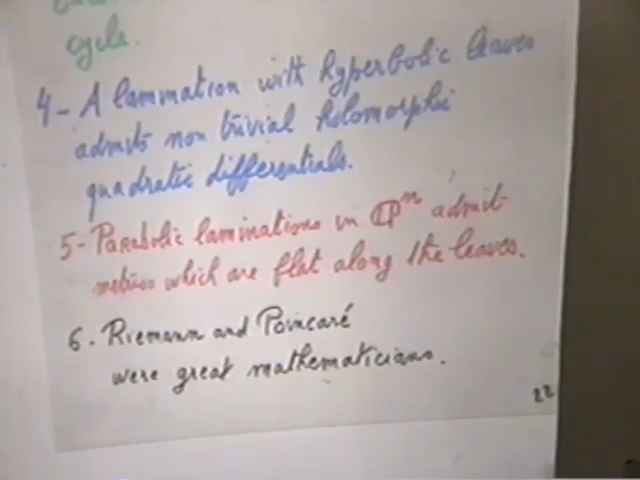 cycle.
4- A lammination with hyperbolic leaves
admits non trivial holomorphic
quadratic differentials.
5- Parabolic laminations in ℂℙⁿ admit
metrics which are flat along the leaves.
6. Riemann and Poincaré
were great mathematicians.
22